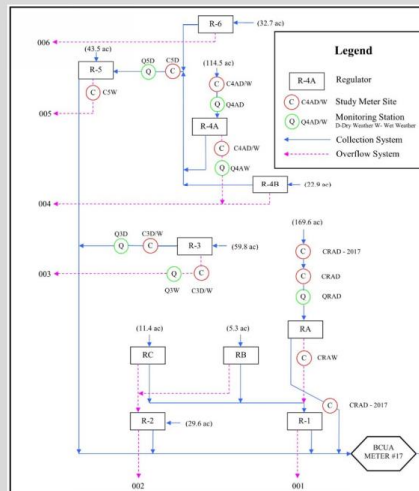 R-6
(32.7 ac)
006
(43.5 ac)
Q5D
C5D
R-5
Q
C
(114.5 ac)
C
C5W
C
C4AD/W
Q
Q4AD
005
R-4A
C
C4AD/W
Q
Q4AW
R-4B
(22.9 ac)
004
Legend
R-4A
Regulator
C
C4AD/W
Study Meter Site
Q
Q4AD/W
Monitoring Station
D-Dry Weather W- Wet Weather
Collection System
Overflow System
Q3D
C3D/W
Q
C
R-3
(59.8 ac)
003
Q
C
Q3W
C3D/W
(169.6 ac)
C
CRAD - 2017
C
CRAD
Q
QRAD
RA
C
CRAW
(11.4 ac)
(5.3 ac)
RC
RB
C
CRAD - 2017
R-2
(29.6 ac)
R-1
BCUA
METER #17
002
001